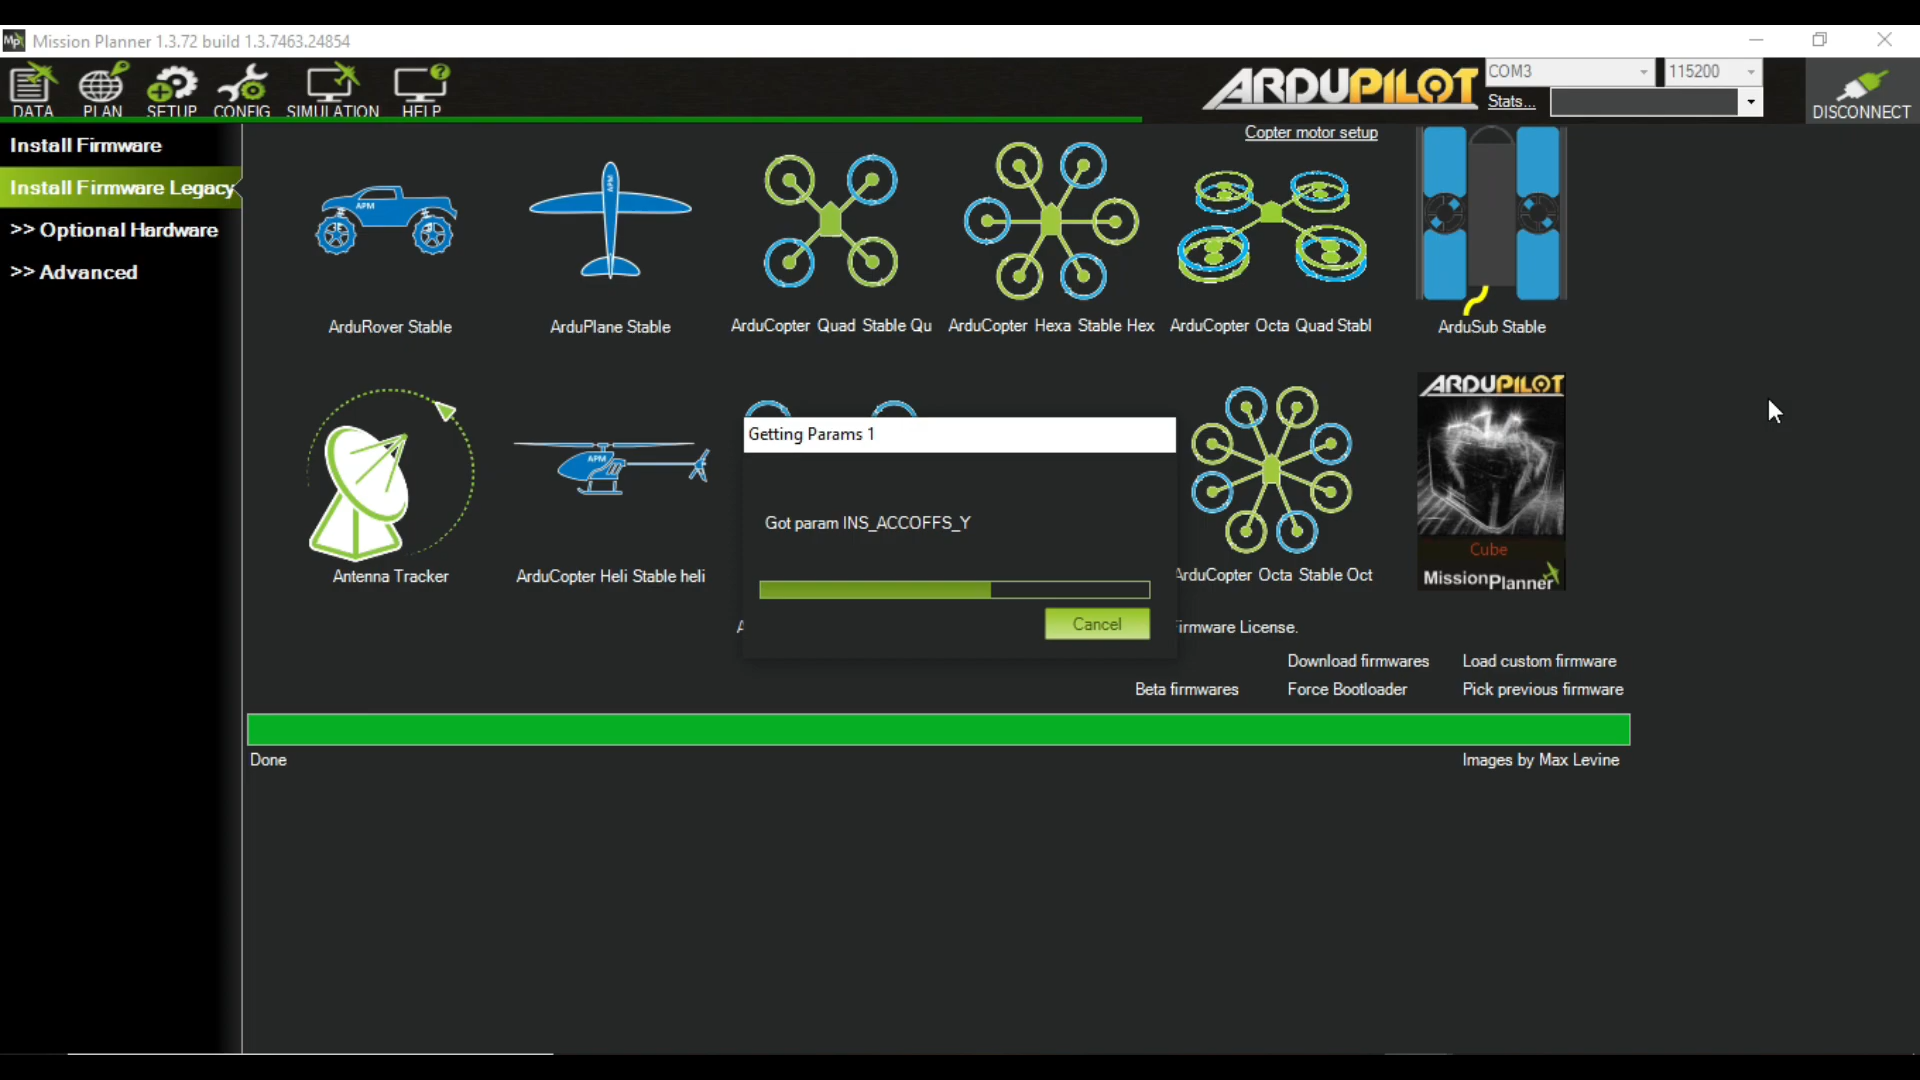 Mission Planner 1.3.72 build 1.3.7463.24854
DATA
PLAN
SETUP
CONFIG
SIMULATION
HELP
ARDUPILOT
COM3
115200
Stats...
DISCONNECT
Install Firmware
Install Firmware Legacy
>> Optional Hardware
>> Advanced
Copter motor setup
APM
APM
ArduRover Stable
ArduPlane Stable
ArduCopter Quad Stable Qu
ArduCopter Hexa Stable Hex
ArduCopter Octa Quad Stabl
ArduSub Stable
Getting Params 1
Got param INS_ACCOFFS_Y
Cancel
APM
ARDUPILOT
Cube
MissionPlanner
Antenna Tracker
ArduCopter Heli Stable heli
ArduCopter Octa Stable Oct
irmware License.
Download firmwares
Load custom firmware
Beta firmwares
Force Bootloader
Pick previous firmware
Done
Images by Max Levine